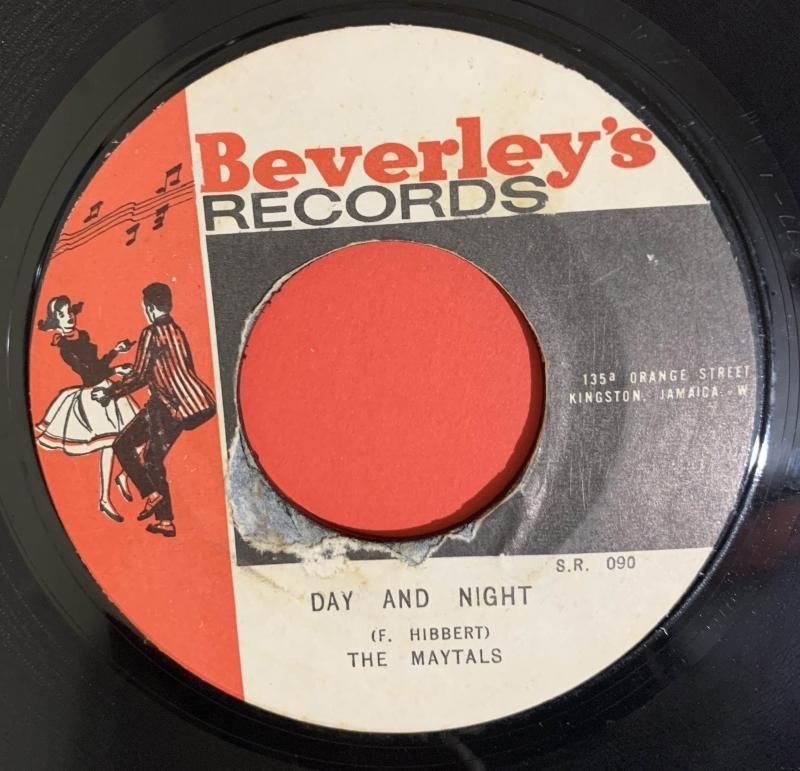 Beverley's
RECORDS
135a ORANGE STREET
KINGSTON, JAMAICA - W
S.R. 090
DAY AND NIGHT
(F. HIBBERT)
THE MAYTALS